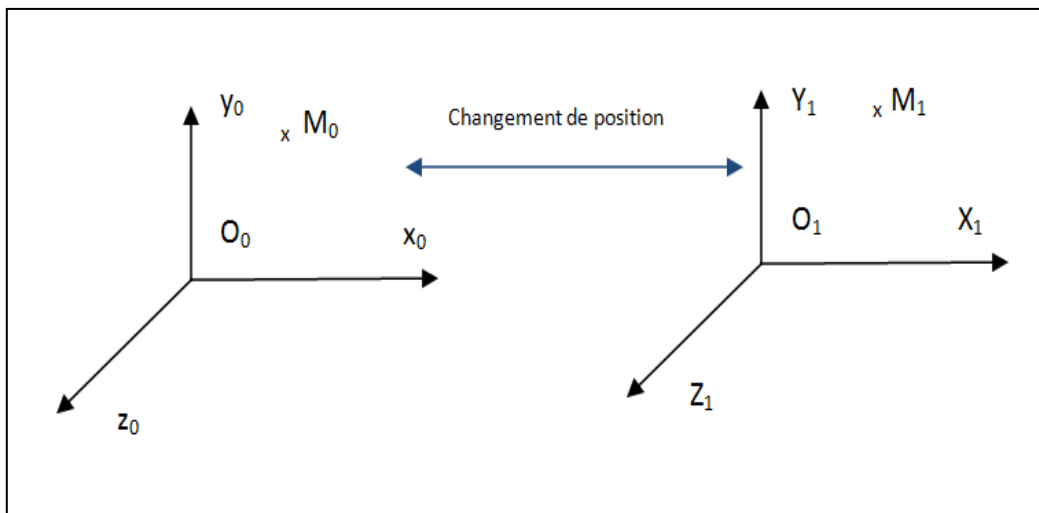 y₀
x M₀
Changement de position
Y₁
x M₁
O₀
x₀
O₁
X₁
z₀
Z₁